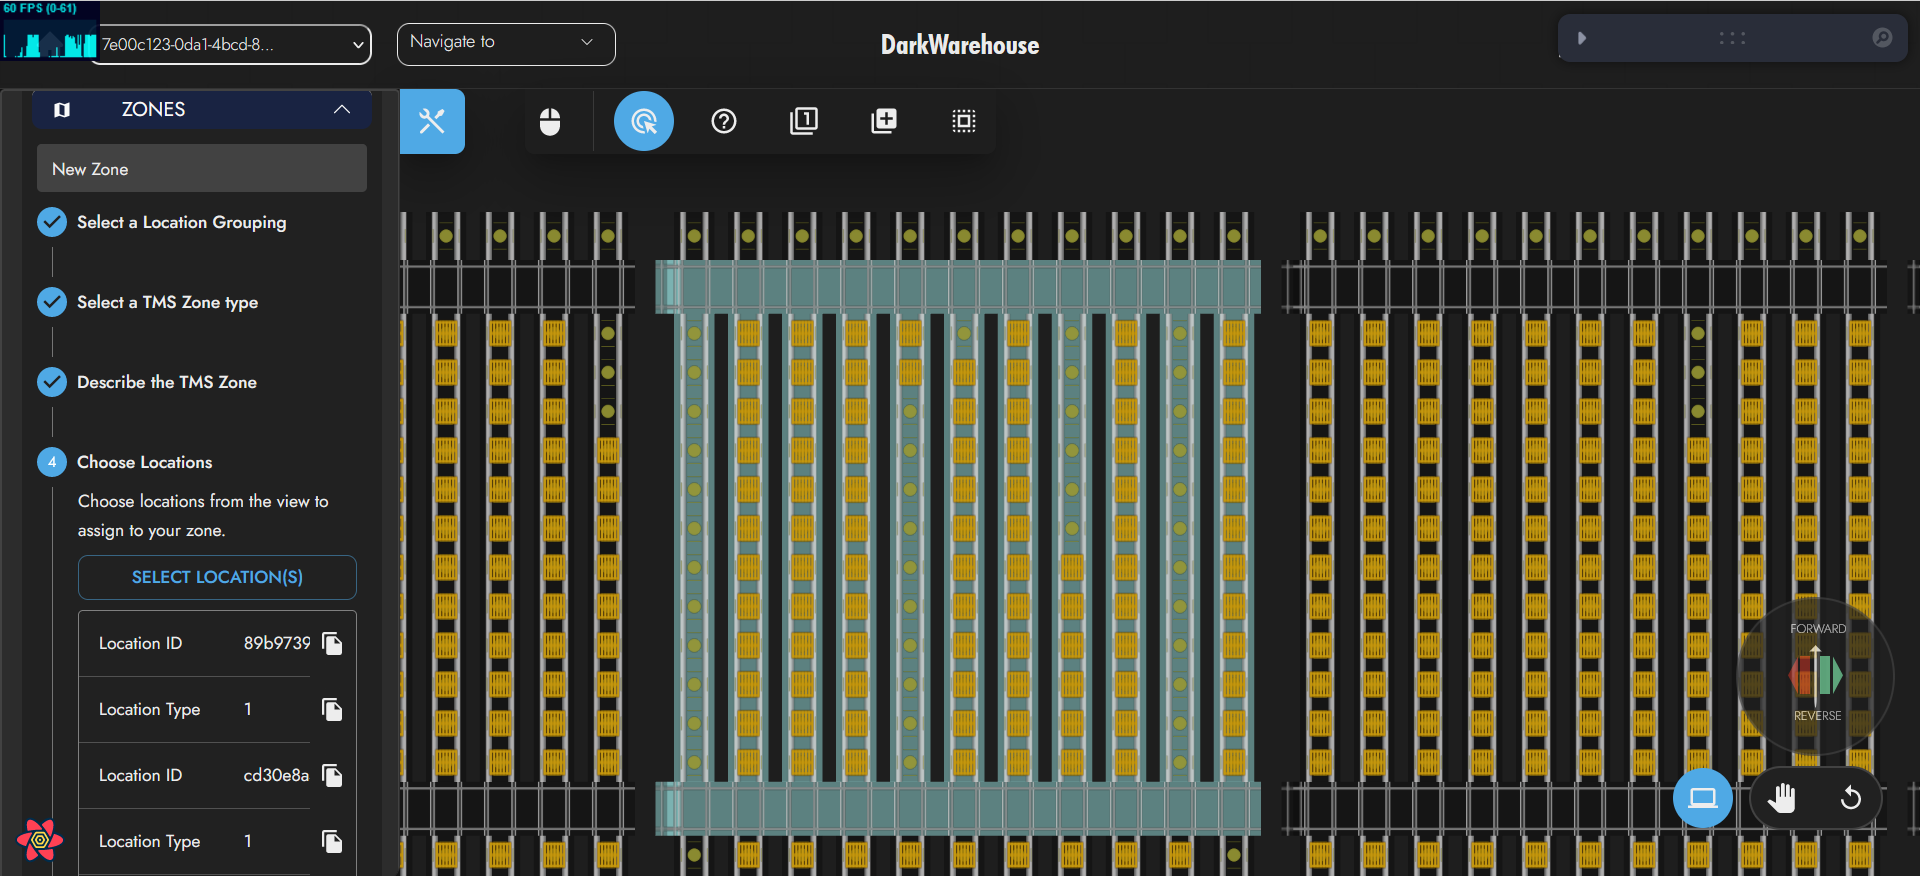 60 FPS (0-61)
7e00c123-0da1-4bcd-8...
Navigate to
DarkWarehouse
ZONES
New Zone
Select a Location Grouping
Select a TMS Zone type
Describe the TMS Zone
4 Choose Locations
Choose locations from the view to
assign to your zone.
SELECT LOCATION(S)
Location ID 89b9739
Location Type 1
Location ID cd30e8a
Location Type 1
1
FORWARD
REVERSE